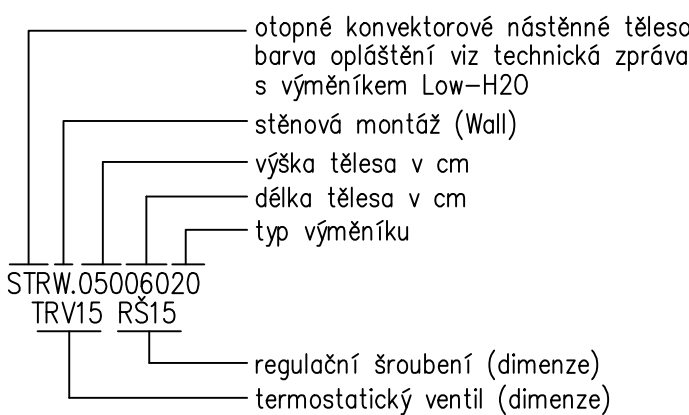 otopné konvektorové nástěnné těleso
barva opláštění viz technická zpráva
s výměníkem Low-H2O
stěnová montáž (Wall)
výška tělesa v cm
délka tělesa v cm
typ výměníku
STRW.05006020
TRV15 RŠ15
regulační šroubení (dimenze)
termostatický ventil (dimenze)